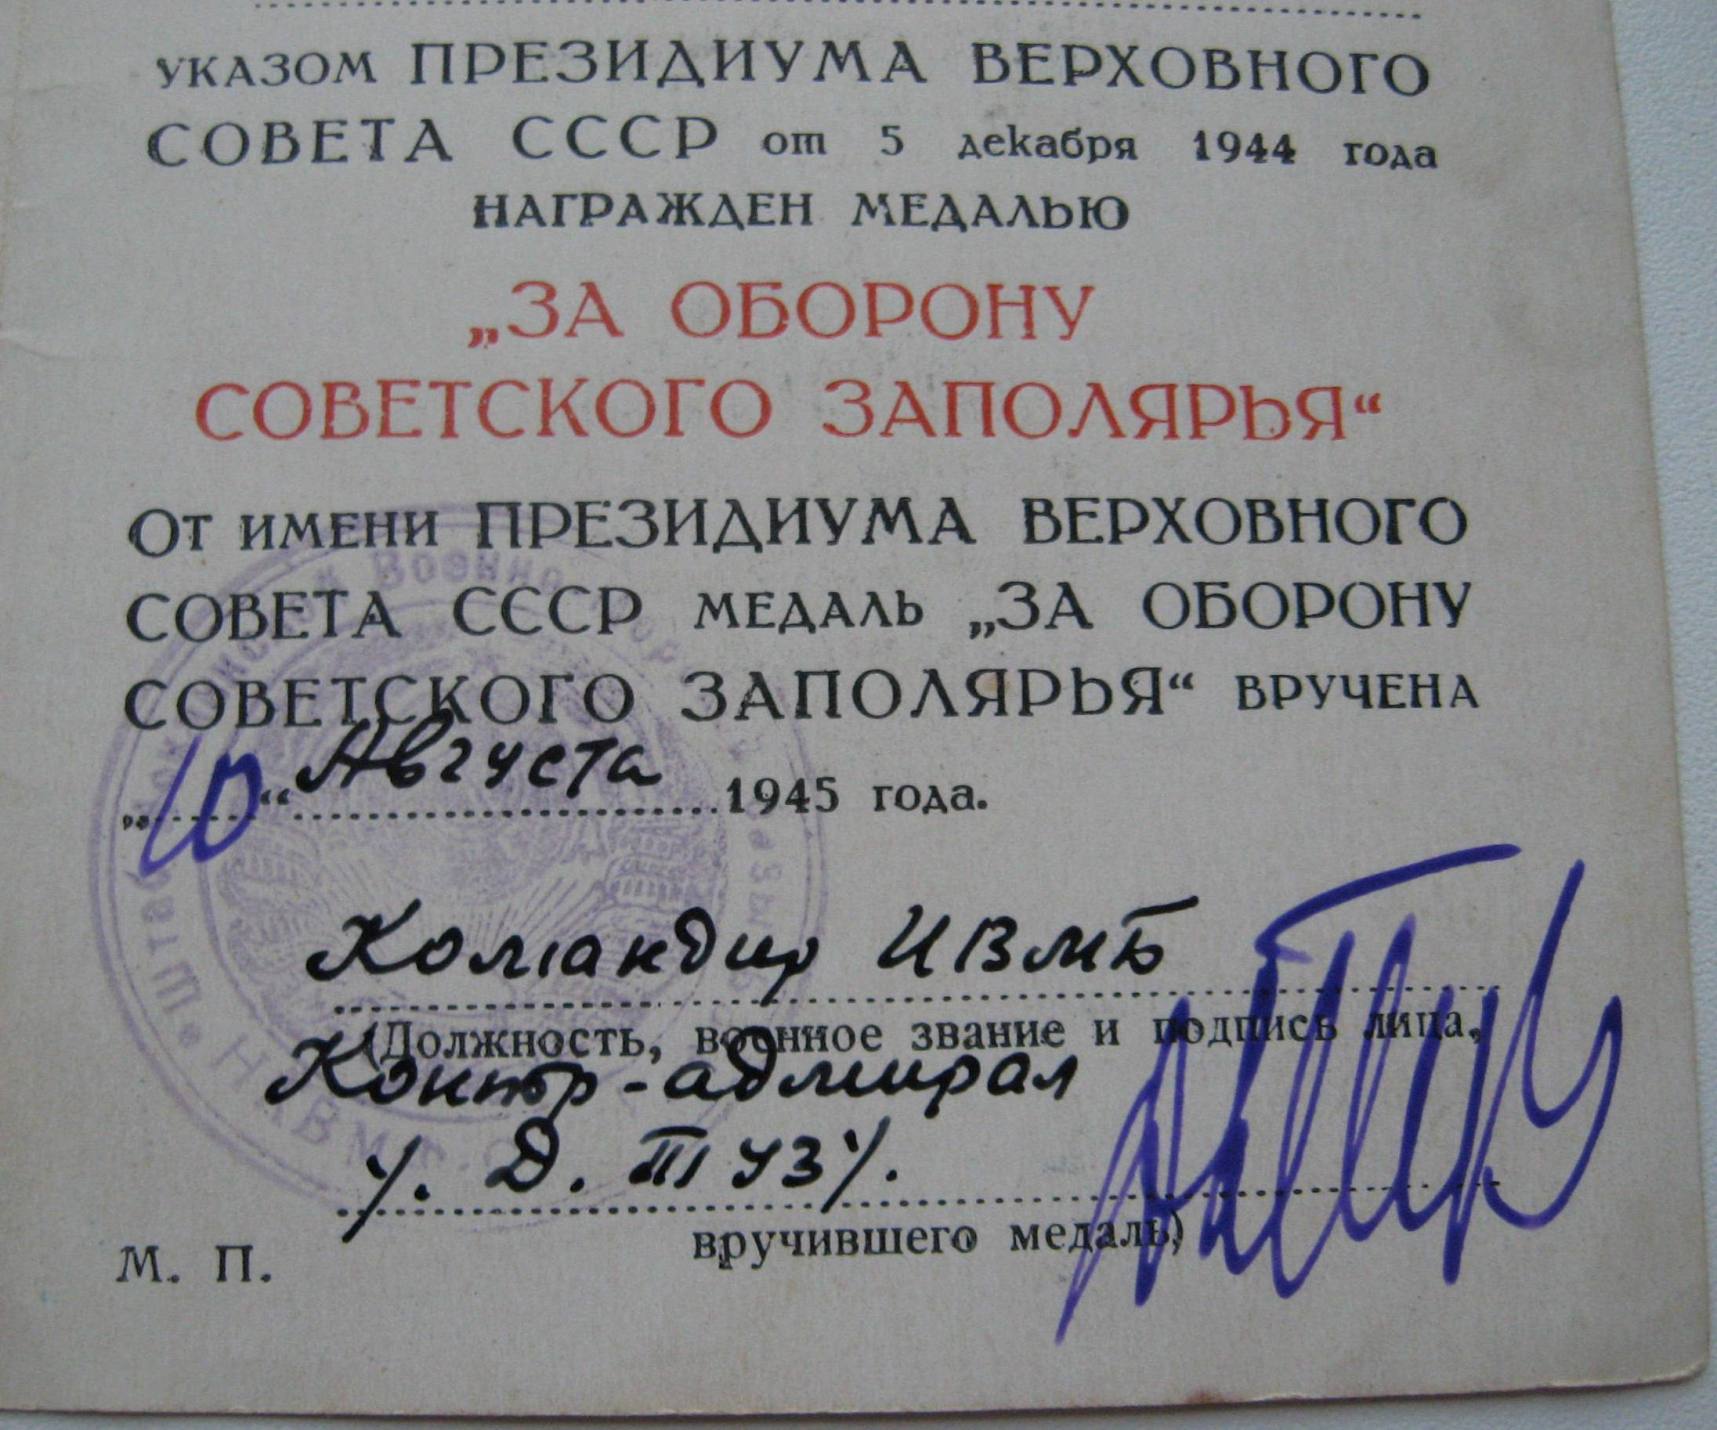 УКАЗОМ ПРЕЗИДИУМА ВЕРХОВНОГО
СОВЕТА СССР от 5 декабря 1944 года
НАГРАЖДЕН МЕДАЛЬЮ
„ЗА ОБОРОНУ
СОВЕТСКОГО ЗАПОЛЯРЬЯ“
ОТ ИМЕНИ ПРЕЗИДИУМА ВЕРХОВНОГО
СОВЕТА СССР МЕДАЛЬ „ЗА ОБОРОНУ
СОВЕТСКОГО ЗАПОЛЯРЬЯ“ ВРУЧЕНА
„10“ Августа 1945 года.
Командир ИВМБ
(Должность, военное звание и подпись лица,
Контр-адмирал
/. Д. ТУЗ/.
вручившего медаль)
М. П.